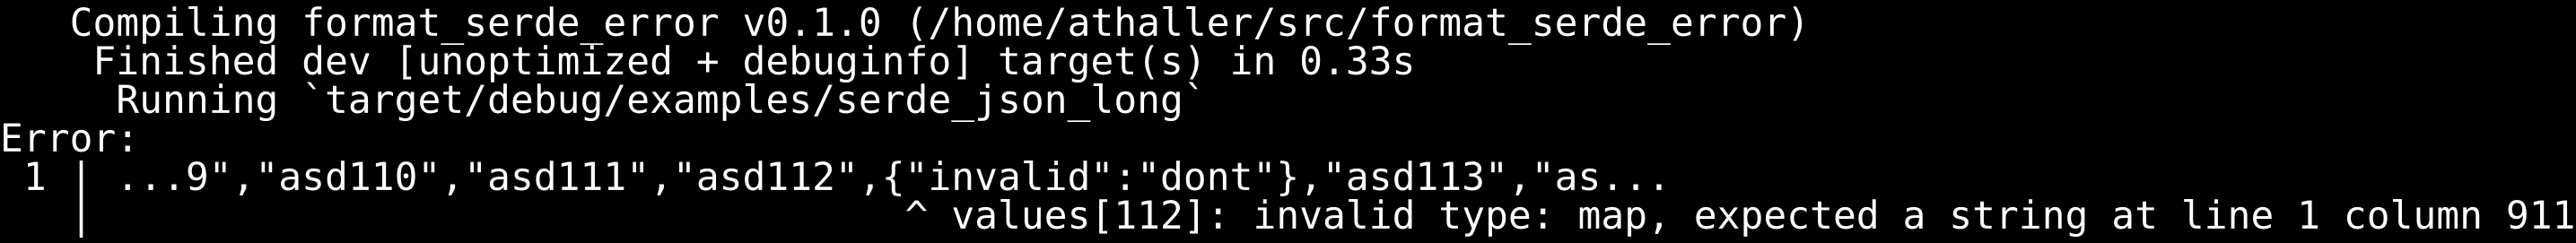 Compiling format_serde_error v0.1.0 (/home/athaller/src/format_serde_error)
Finished dev [unoptimized + debuginfo] target(s) in 0.33s
Running `target/debug/examples/serde_json_long`
Error:
1 | ...9","asd110","asd111","asd112",{"invalid":"dont"},"asd113","as...
| ^ values[112]: invalid type: map, expected a string at line 1 column 911